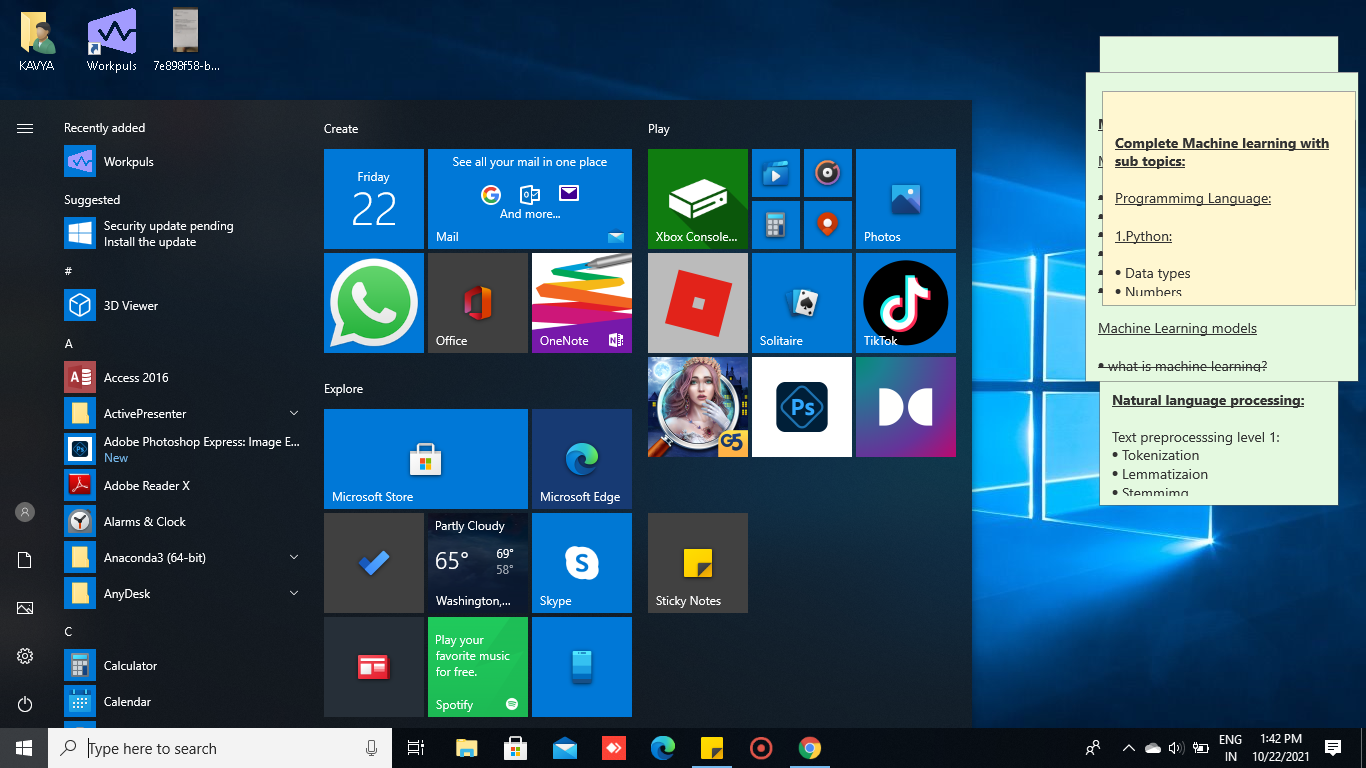 KAVYA
Workpuls
7e898f58-b...
Recently added
Workpuls
Suggested
Security update pending
Install the update
#
3D Viewer
A
Access 2016
ActivePresenter
Adobe Photoshop Express: Image E...
New
Adobe Reader X
Alarms & Clock
Anaconda3 (64-bit)
AnyDesk
C
Calculator
Calendar
Create
Friday
22
See all your mail in one place
And more...
Mail
Office
OneNote
Explore
Microsoft Store
Microsoft Edge
Partly Cloudy
65°
69°
58°
Washington,...
Skype
Play your
favorite music
for free.
Spotify
Play
Xbox Console...
Photos
Solitaire
TikTok
G5
Ps
Sticky Notes
Complete Machine learning with
sub topics:
Programmimg Language:
1.Python:
• Data types
• Numbers
Machine Learning models
• what is machine learning?
Natural language processing:
Text preprocesssing level 1:
• Tokenization
• Lemmatizaion
• Stemmimg
Type here to search
ENG
IN
1:42 PM
10/22/2021